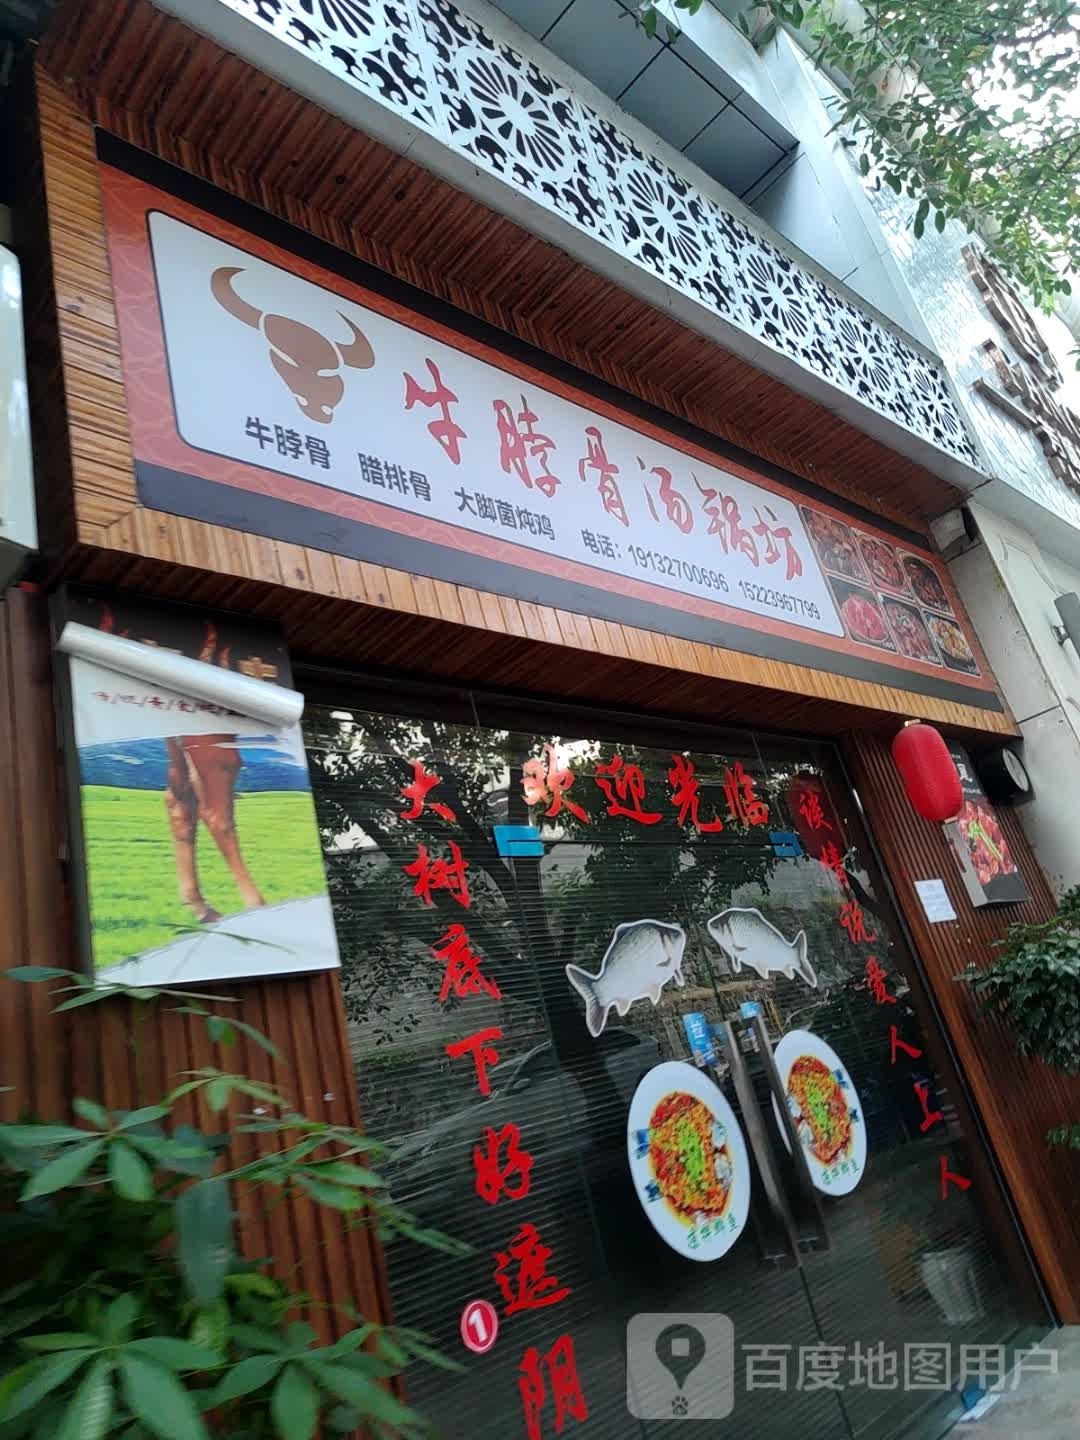 牛脖骨汤锅坊
牛脖骨 腊排骨 大脚菌炖鸡 电话：19132700696 15223967799
欢迎光临
大树底下好遮阴
谈情说爱人上人
1
百度地图用户